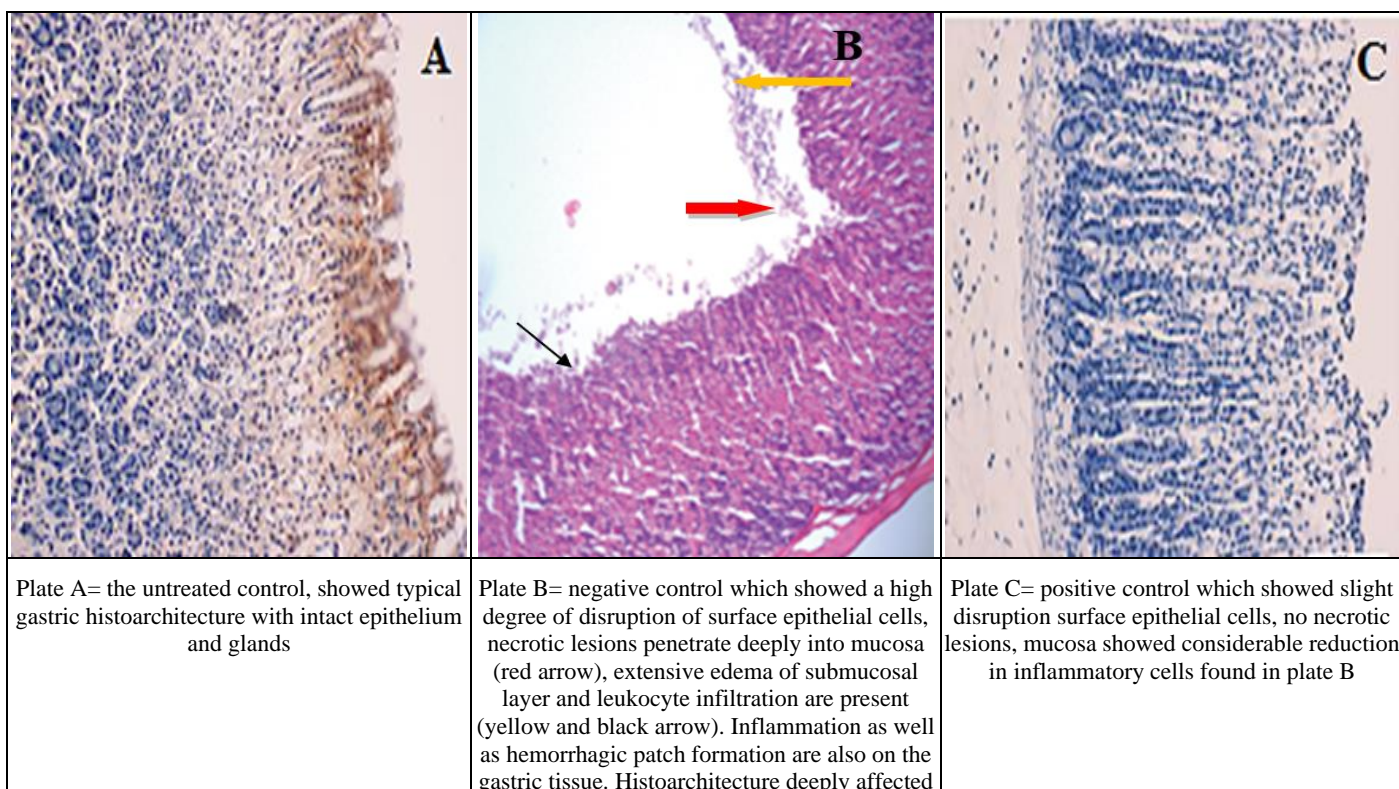 A
B
C
Plate A= the untreated control, showed typical
gastric histoarchitecture with intact epithelium
and glands
Plate B= negative control which showed a high
degree of disruption of surface epithelial cells,
necrotic lesions penetrate deeply into mucosa
(red arrow), extensive edema of submucosal
layer and leukocyte infiltration are present
(yellow and black arrow). Inflammation as well
as hemorrhagic patch formation are also on the
gastric tissue. Histoarchitecture deeply affected
Plate C= positive control which showed slight
disruption surface epithelial cells, no necrotic
lesions, mucosa showed considerable reduction
in inflammatory cells found in plate B